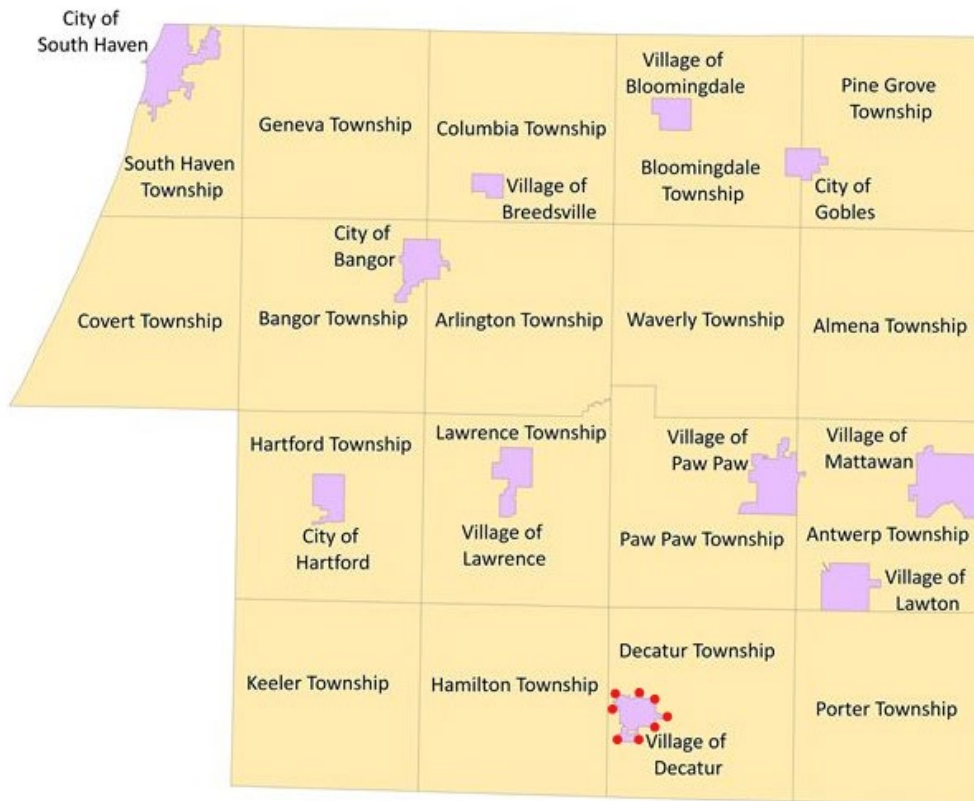 City of
South Haven
Village of
Bloomingdale
Pine Grove
Township
Geneva Township
Columbia Township
South Haven
Township
Village of
Breedsville
Bloomingdale
Township
City of
Gobles
City of
Bangor
Covert Township
Bangor Township
Arlington Township
Waverly Township
Almena Township
Hartford Township
Lawrence Township
Village of
Paw Paw
Village of
Mattawan
City of
Hartford
Village of
Lawrence
Paw Paw Township
Antwerp Township
Village of
Lawton
Keeler Township
Hamilton Township
Decatur Township
Porter Township
Village of
Decatur